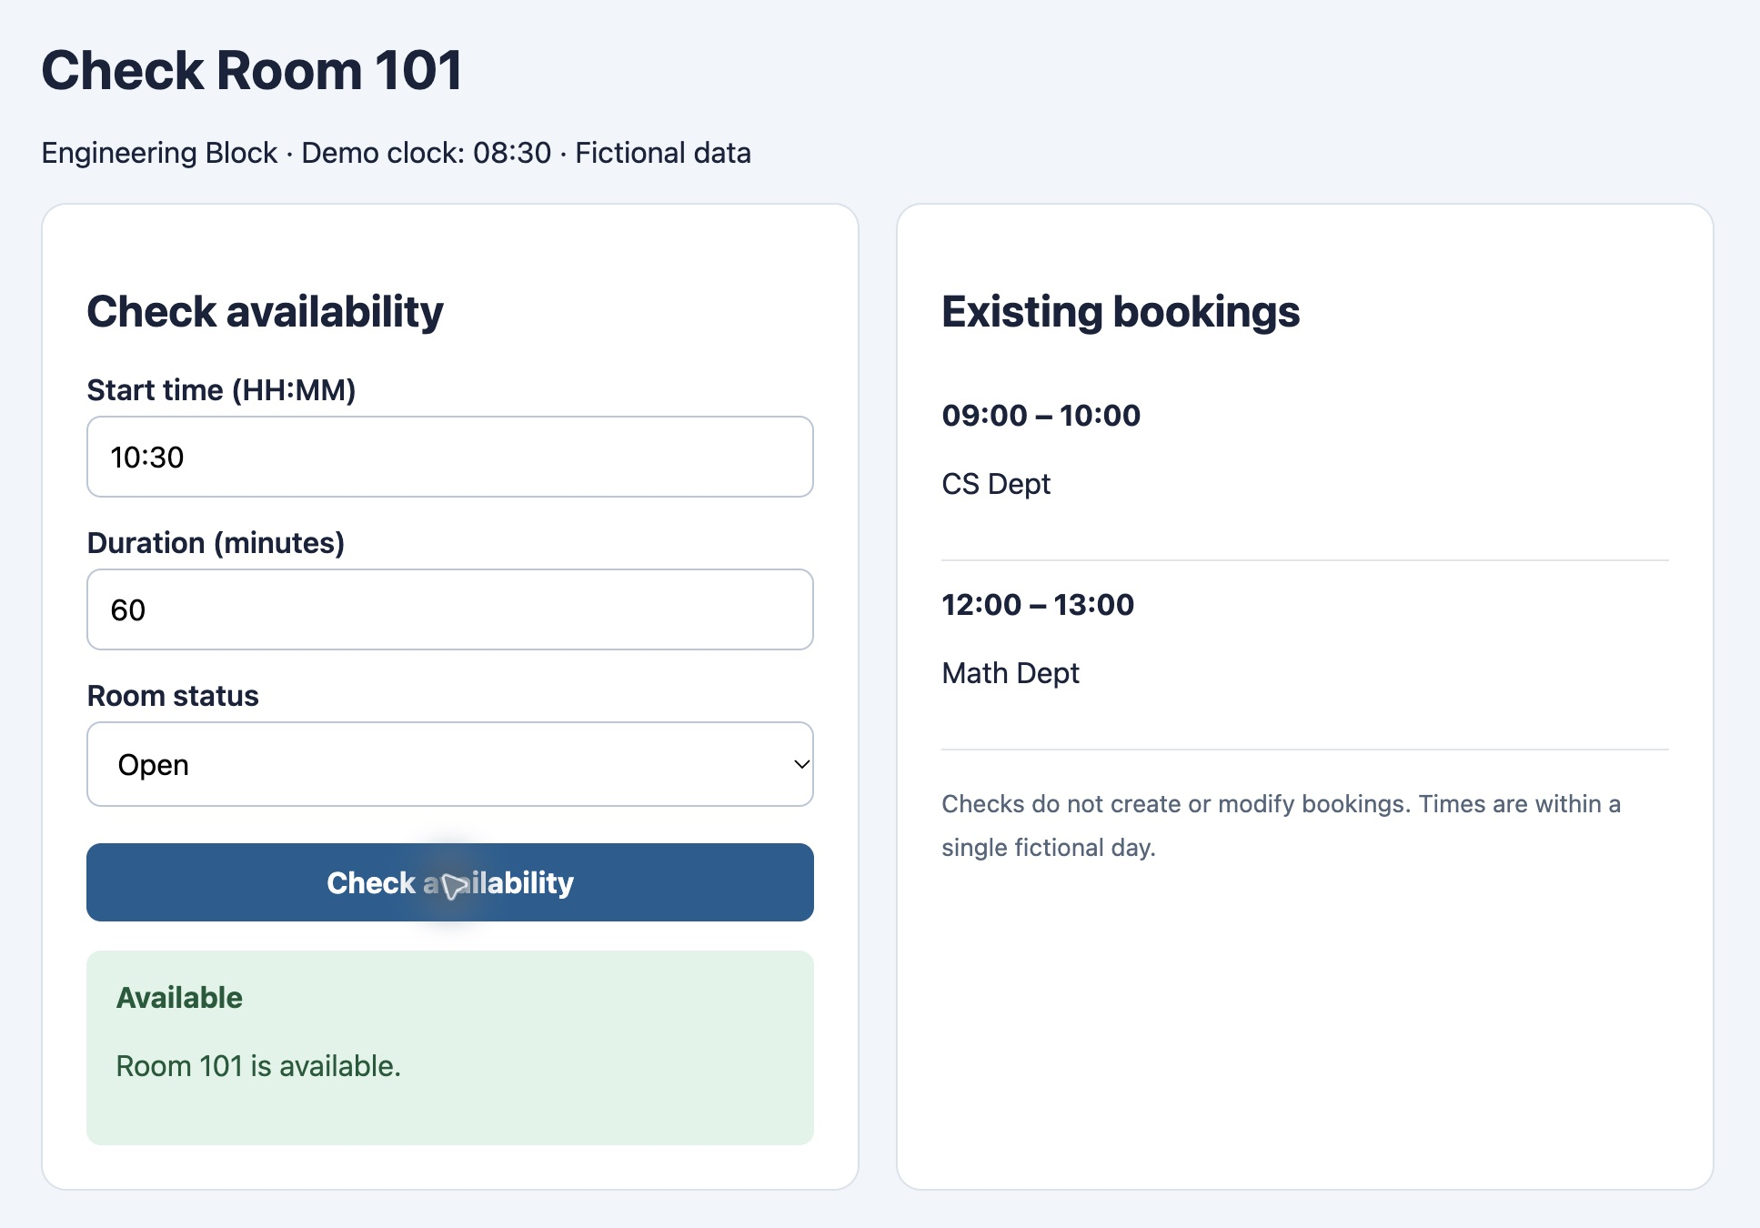 Check Room 101
Engineering Block · Demo clock: 08:30 · Fictional data
Check availability
Start time (HH:MM)
10:30
Duration (minutes)
60
Room status
Open
Check availability
Available
Room 101 is available.
Existing bookings
09:00 – 10:00
CS Dept
12:00 – 13:00
Math Dept
Checks do not create or modify bookings. Times are within a
single fictional day.